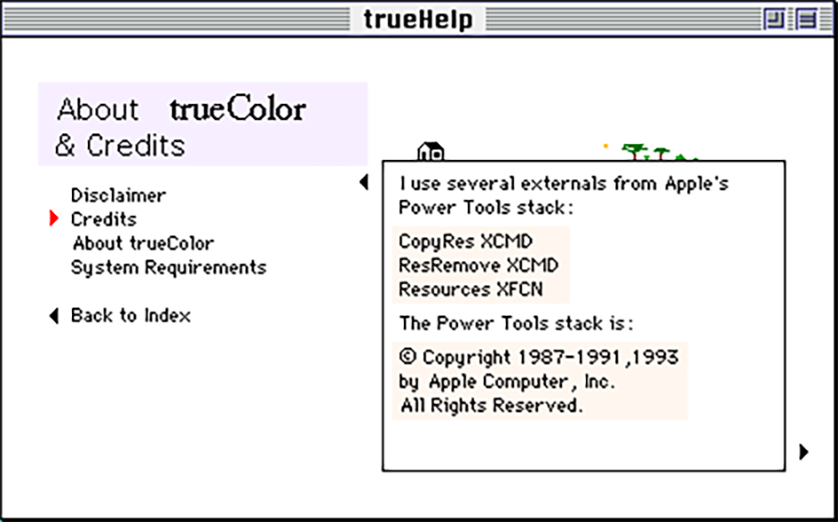 trueHelp
About trueColor
& Credits
Disclaimer
Credits
About trueColor
System Requirements
Back to Index
I use several externals from Apple's
Power Tools stack:
CopyRes XCMD
ResRemove XCMD
Resources XFCN
The Power Tools stack is:
© Copyright 1987-1991,1993
by Apple Computer, Inc.
All Rights Reserved.